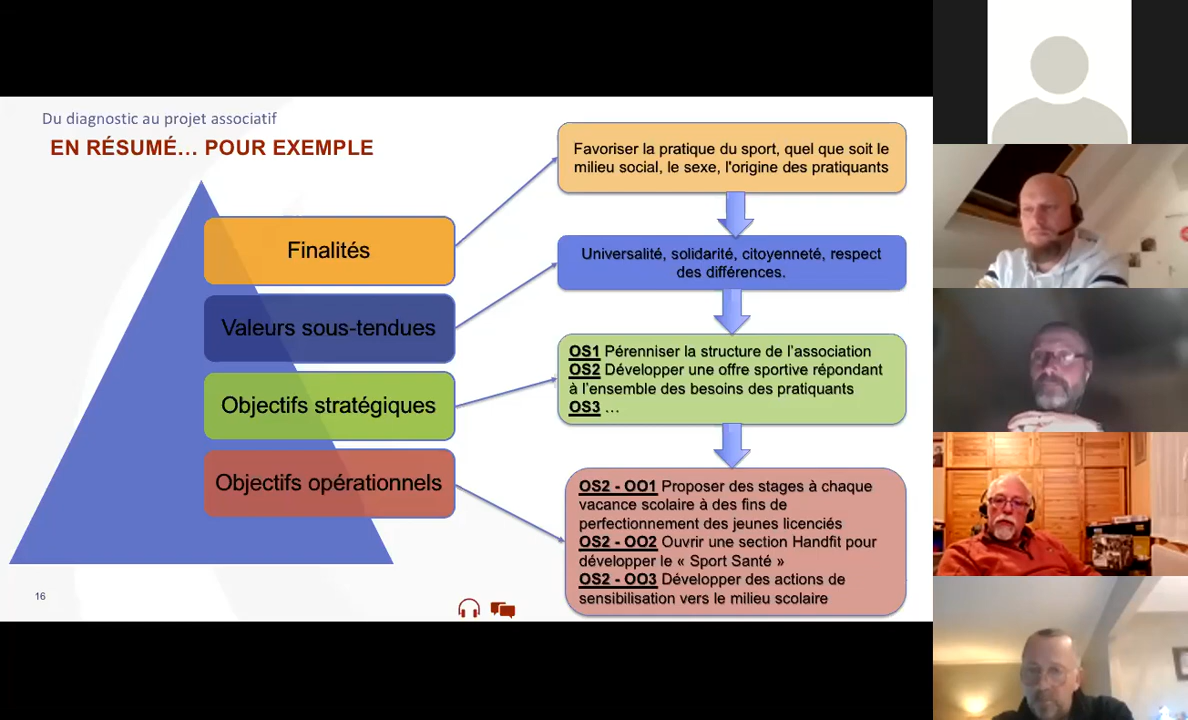 Du diagnostic au projet associatif
EN RÉSUMÉ… POUR EXEMPLE
Finalités
Valeurs sous-tendues
Objectifs stratégiques
Objectifs opérationnels
Favoriser la pratique du sport, quel que soit le
milieu social, le sexe, l'origine des pratiquants
Universalité, solidarité, citoyenneté, respect
des différences.
OS1 Pérenniser la structure de l’association
OS2 Développer une offre sportive répondant
à l’ensemble des besoins des pratiquants
OS3 …
OS2 - OO1 Proposer des stages à chaque
vacance scolaire à des fins de
perfectionnement des jeunes licenciés
OS2 - OO2 Ouvrir une section Handfit pour
développer le « Sport Santé »
OS2 - OO3 Développer des actions de
sensibilisation vers le milieu scolaire
16